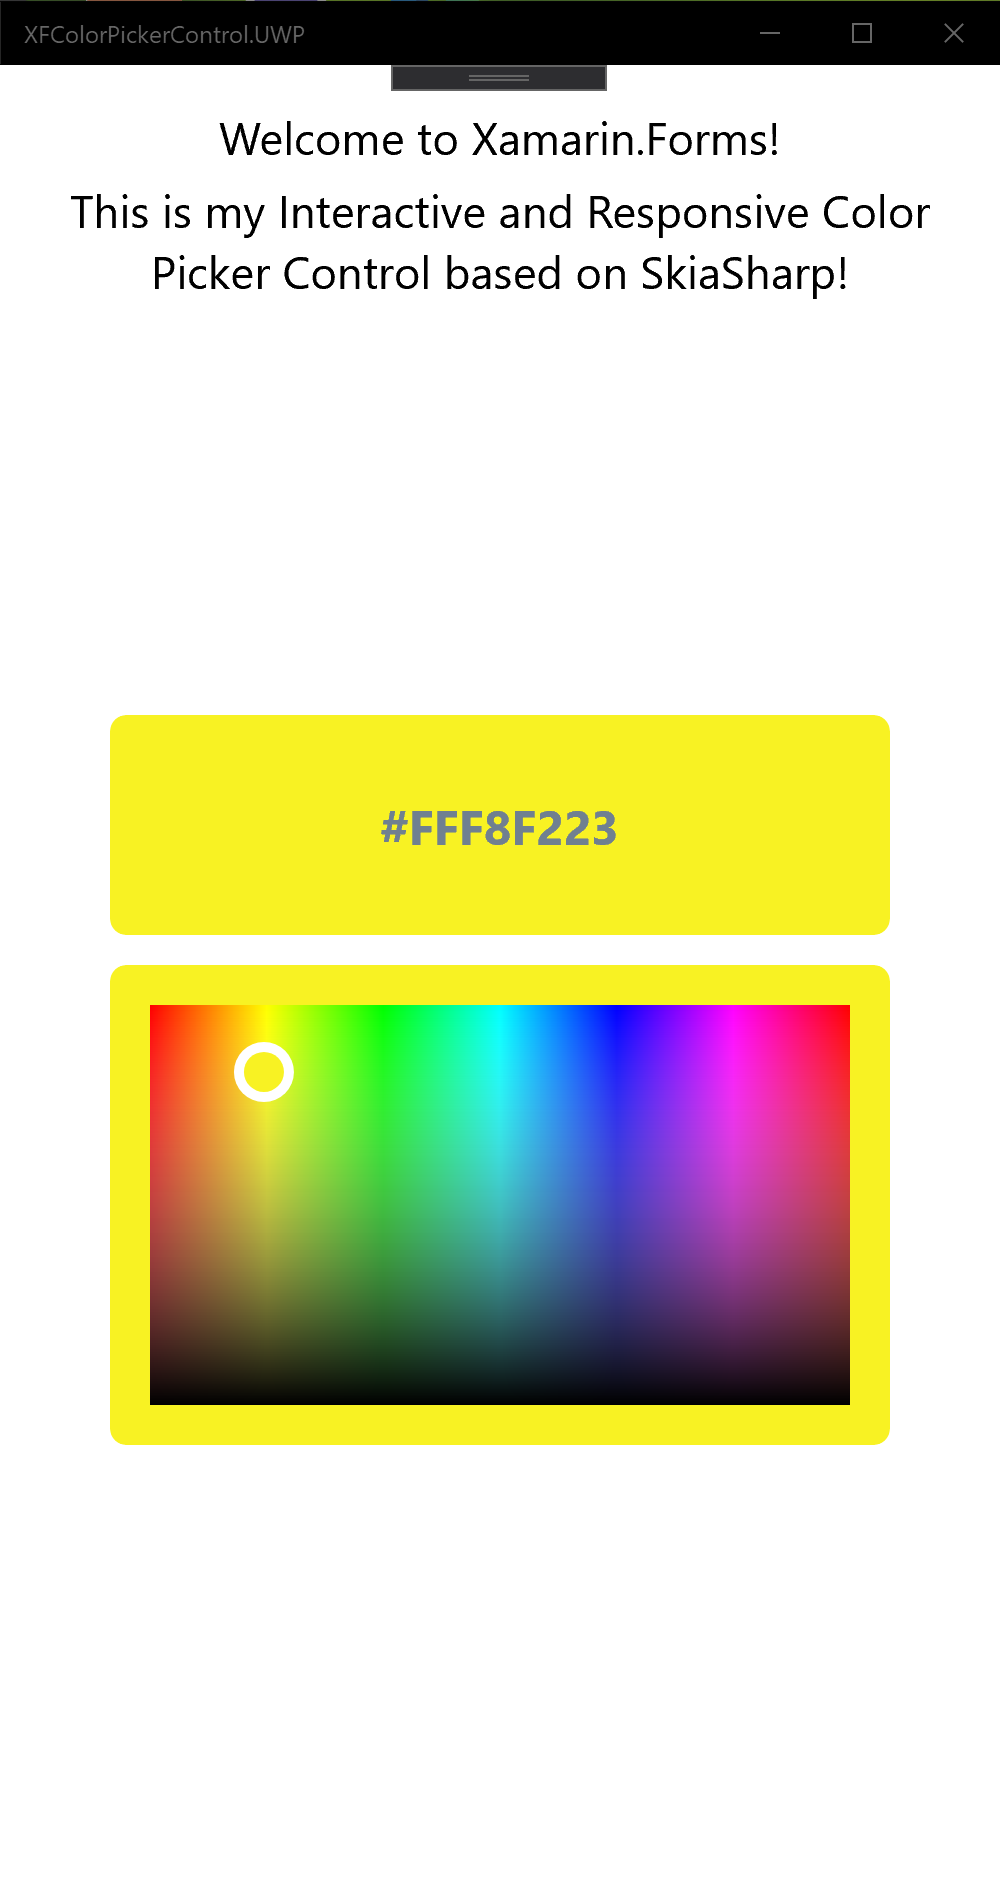 XFColorPickerControl.UWP
Welcome to Xamarin.Forms!
This is my Interactive and Responsive Color
Picker Control based on SkiaSharp!
#FFF8F223